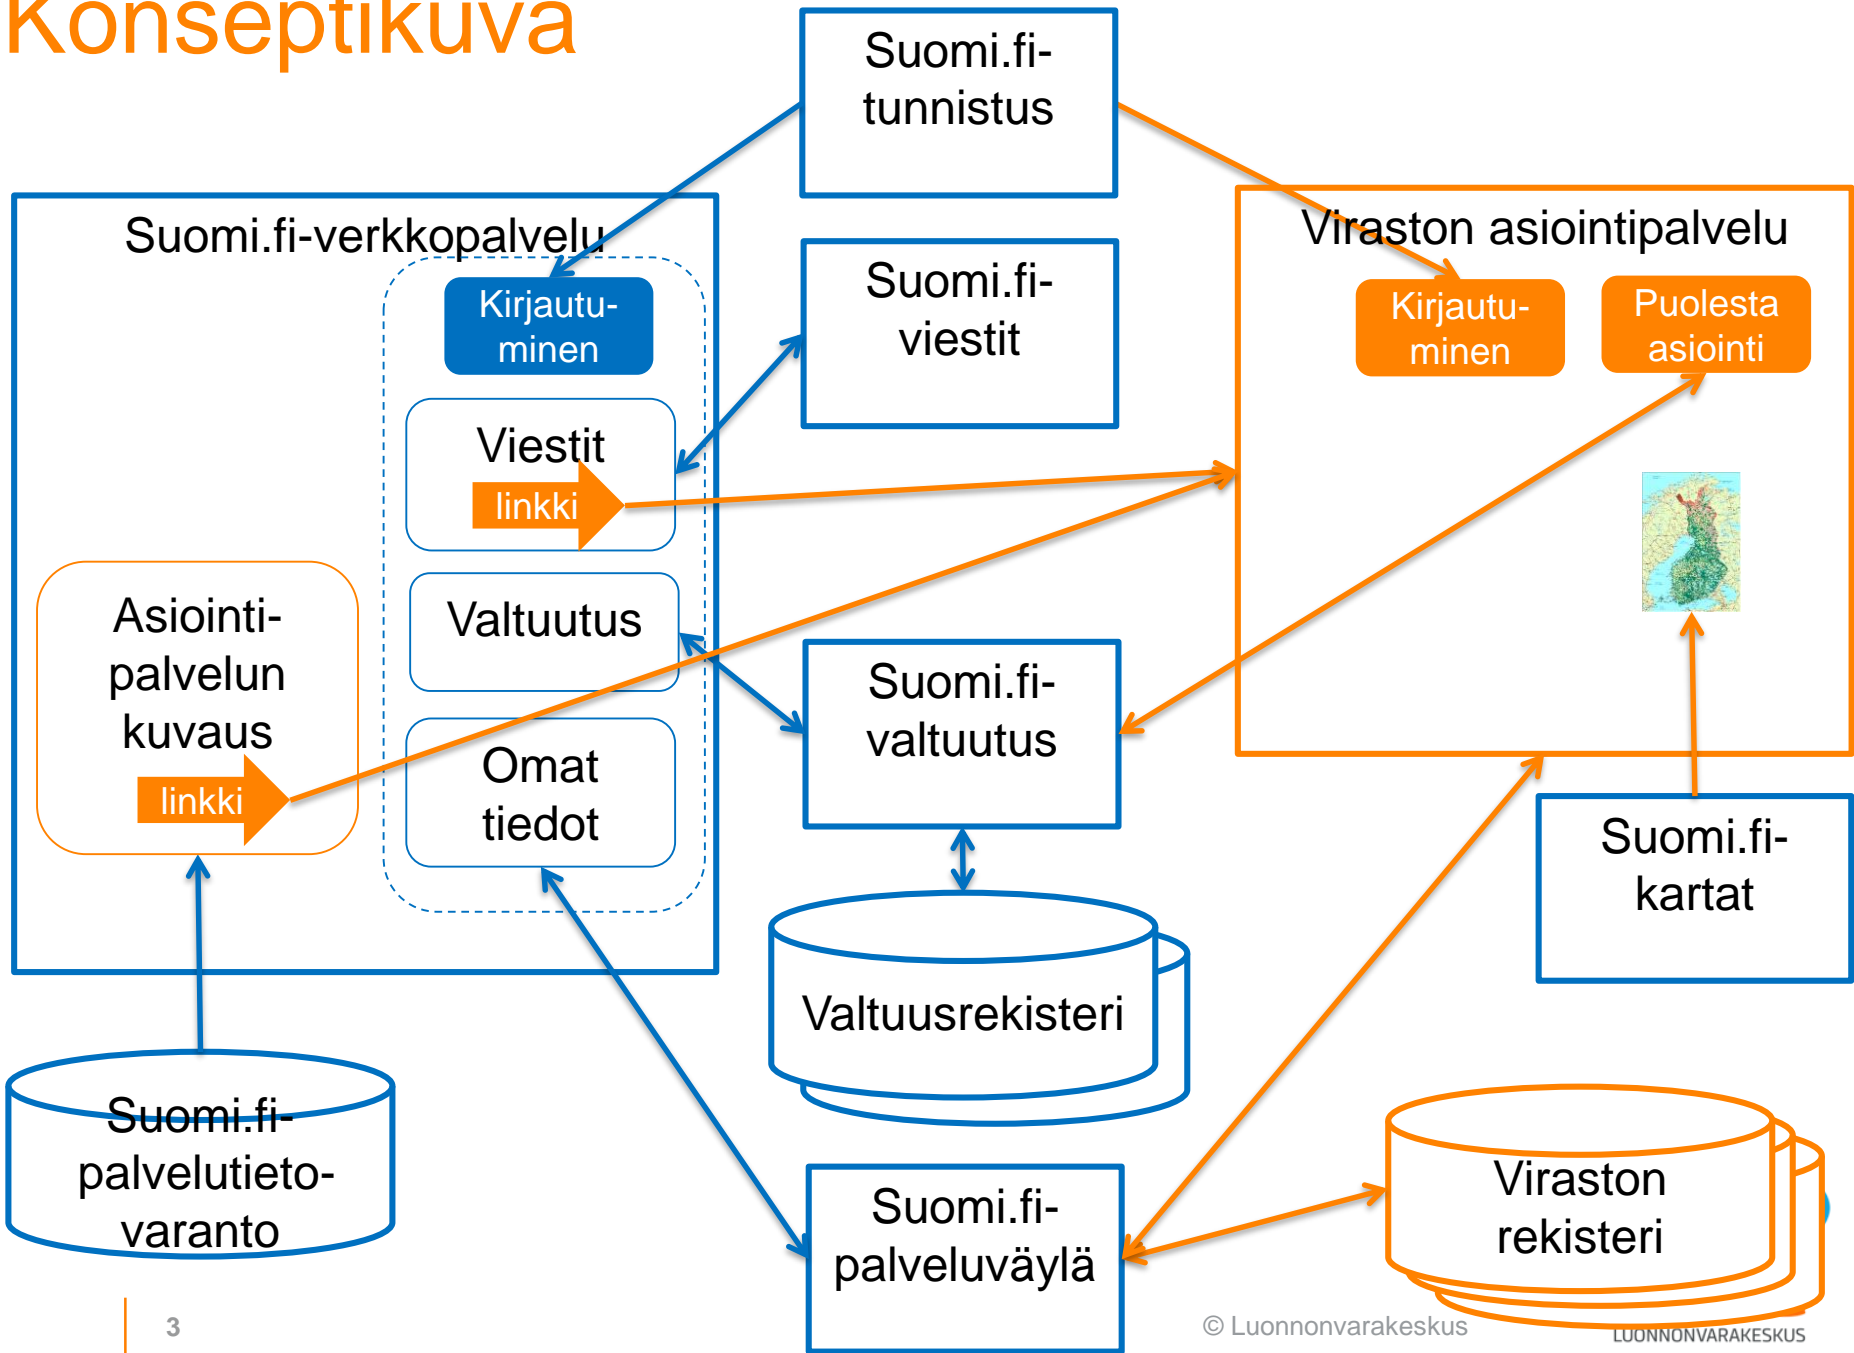 Konseptikuva
Suomi.fi-
tunnistus
Suomi.fi-verkkopalvelu
Kirjautu-
minen
Viestit
linkki
Valtuutus
Omat
tiedot
Asiointi-
palvelun
kuvaus
linkki
Suomi.fi-
viestit
Viraston asiointipalvelu
Kirjautu-
minen
Puolesta
asiointi
Suomi.fi-
valtuutus
Suomi.fi-
kartat
Valtuusrekisteri
Suomi.fi-
palvelutieto-
varanto
Suomi.fi-
palveluväylä
Viraston
rekisteri
3
© Luonnonvarakeskus
LUONNONVARAKESKUS